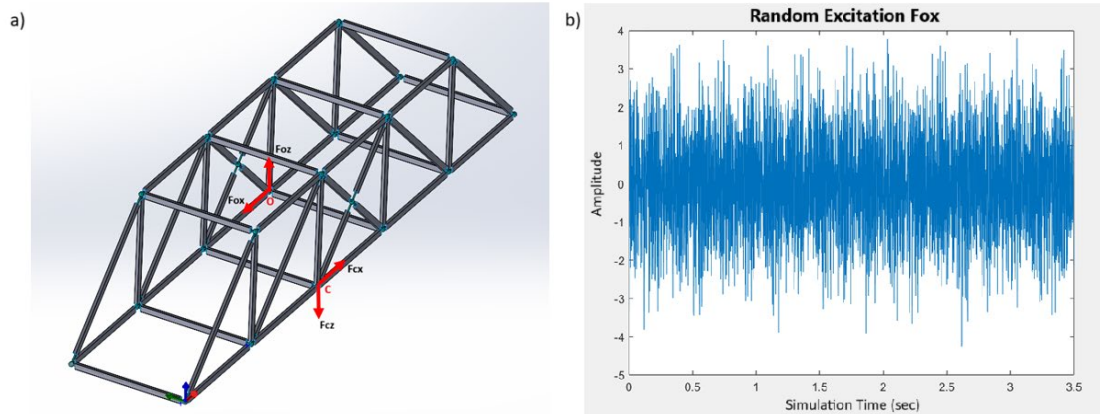 a)
Foz
Fox
O
Fcx
C
Fcz
b)
Random Excitation Fox
Amplitude
4
3
2
1
0
-1
-2
-3
-4
-5
0 0.5 1 1.5 2 2.5 3 3.5
Simulation Time (sec)